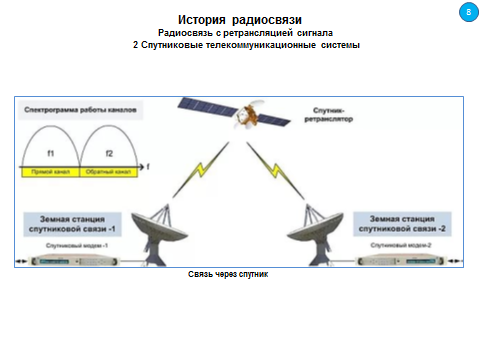 8
История радиосвязи
Радиосвязь с ретрансляцией сигнала
2 Спутниковые телекоммуникационные системы
Спектрограмма работы каналов
Спутник-
ретранслятор
f1
f2
f
Прямой канал
Обратный канал
Земная станция
спутниковой связи -1
Земная станция
спутниковой связи -2
Спутниковый модем -1
Спутниковый модем-2
Связь через спутник